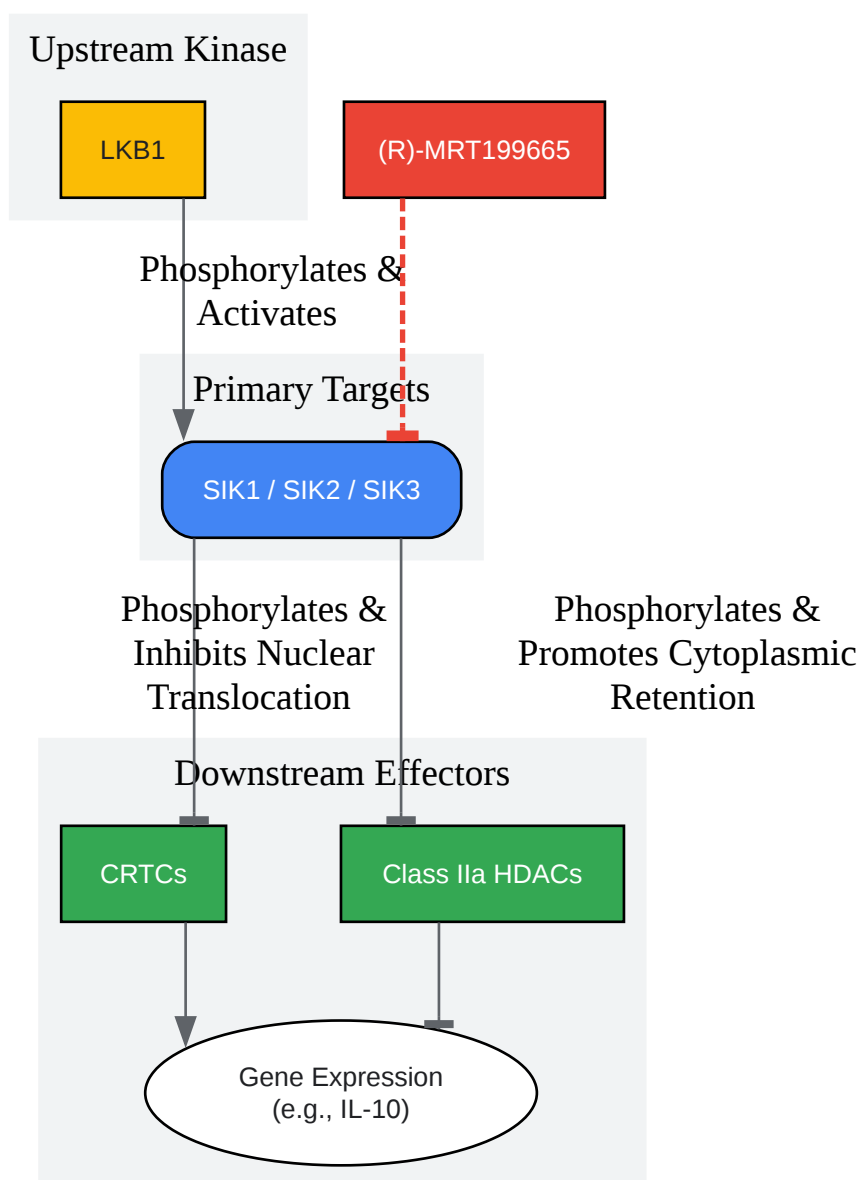 Upstream Kinase
LKB1
(R)-MRT199665
Phosphorylates &
Activates
Primary Targets
SIK1 / SIK2 / SIK3
Phosphorylates &
Inhibits Nuclear
Translocation
Phosphorylates &
Promotes Cytoplasmic
Retention
Downstream Effectors
CRTCs
Class IIa HDACs
Gene Expression
(e.g., IL-10)